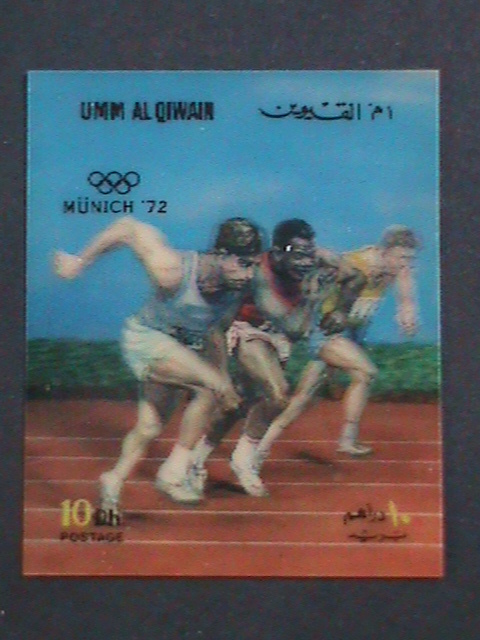 UMM AL QIWAIN
ام القيوين
MÜNICH '72
10 Dh
POSTAGE
١٠ دراهم
بريد